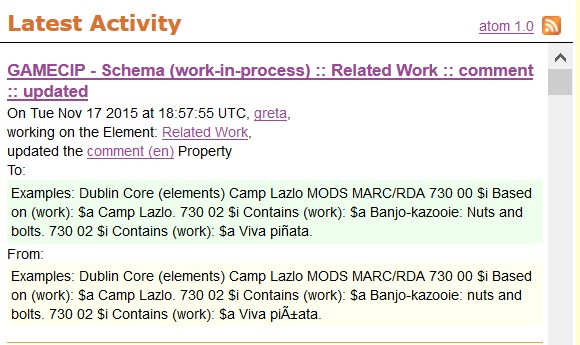 Latest Activity
atom 1.0
GAMECIP - Schema (work-in-process) :: Related Work :: comment
:: updated
On Tue Nov 17 2015 at 18:57:55 UTC, greta,
working on the Element: Related Work,
updated the comment (en) Property
To:
Examples: Dublin Core (elements) Camp Lazlo MODS MARC/RDA 730 00 $i Based
on (work): $a Camp Lazlo. 730 02 $i Contains (work): $a Banjo-kazooie: Nuts and
bolts. 730 02 $i Contains (work): $a Viva piñata.
From:
Examples: Dublin Core (elements) Camp Lazlo MODS MARC/RDA 730 00 $i Based
on (work): $a Camp Lazlo. 730 02 $i Contains (work): $a Banjo-kazooie: nuts and
bolts. 730 02 $i Contains (work): $a Viva piÃ±ata.